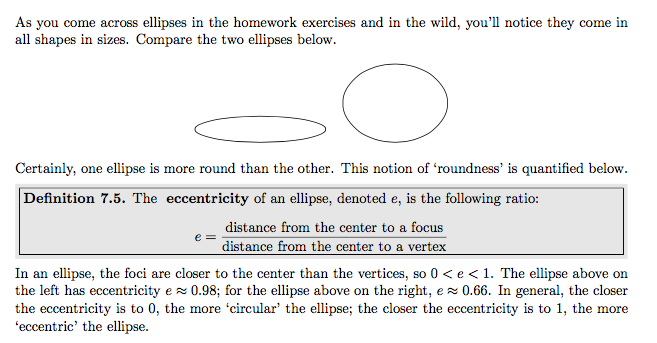 As you come across ellipses in the homework exercises and in the wild, you'll notice they come in
all shapes in sizes. Compare the two ellipses below.
Certainly, one ellipse is more round than the other. This notion of 'roundness' is quantified below.
Definition 7.5. The eccentricity of an ellipse, denoted e, is the following ratio:
e = distance from the center to a focus
distance from the center to a vertex
In an ellipse, the foci are closer to the center than the vertices, so 0 < e < 1. The ellipse above on
the left has eccentricity e ≈ 0.98; for the ellipse above on the right, e ≈ 0.66. In general, the closer
the eccentricity is to 0, the more 'circular' the ellipse; the closer the eccentricity is to 1, the more
'eccentric' the ellipse.